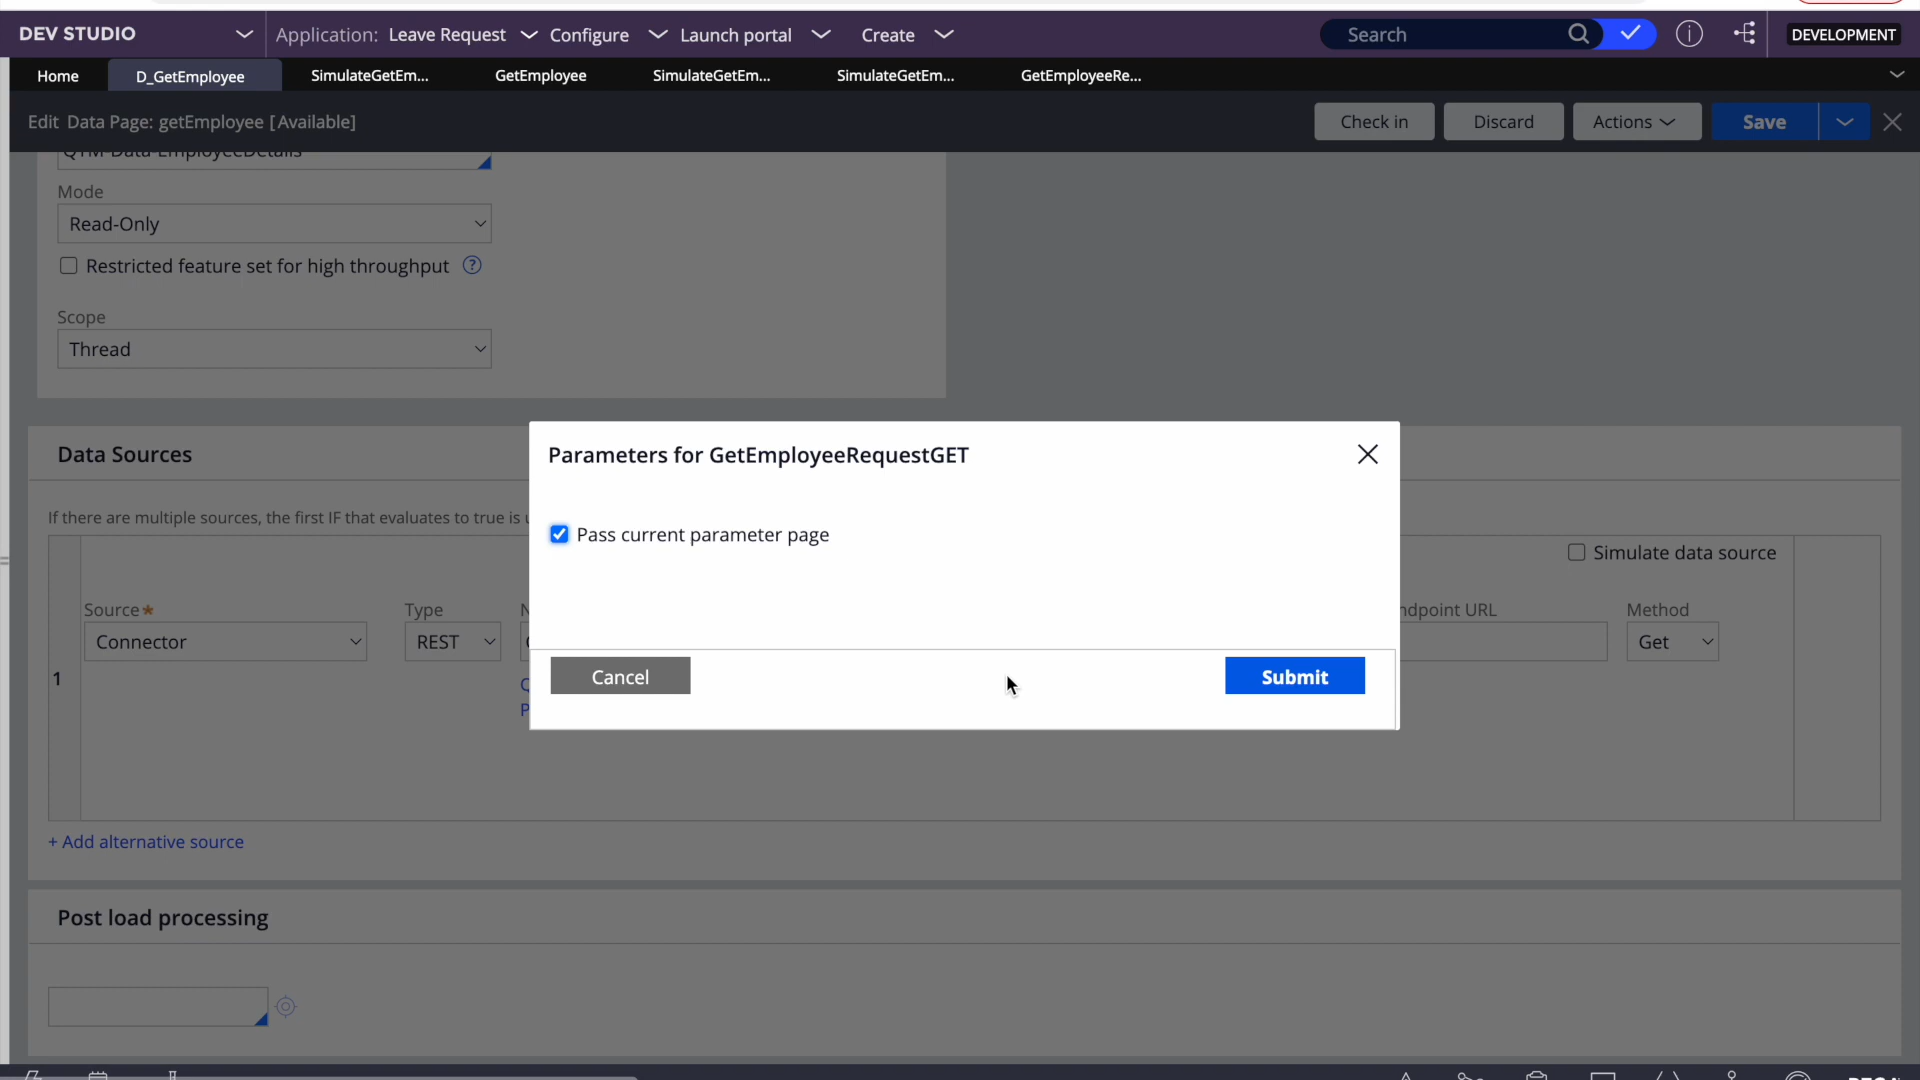 DEV STUDIO
Application: Leave Request Configure Launch portal Create
Search
DEVELOPMENT
Home D_GetEmployee SimulateGetEm... GetEmployee SimulateGetEm... SimulateGetEm... GetEmployeeRe...
Edit Data Page: getEmployee [Available]
Check in Discard Actions Save
QTM-Data-EmployeeDetails
Mode
Read-Only
Restricted feature set for high throughput ?
Scope
Thread
Data Sources
Parameters for GetEmployeeRequestGET
If there are multiple sources, the first IF that evaluates to true is
Pass current parameter page
Simulate data source
Source* Type ndpoint URL Method
Connector REST Get
1
Cancel Submit
+ Add alternative source
Post load processing